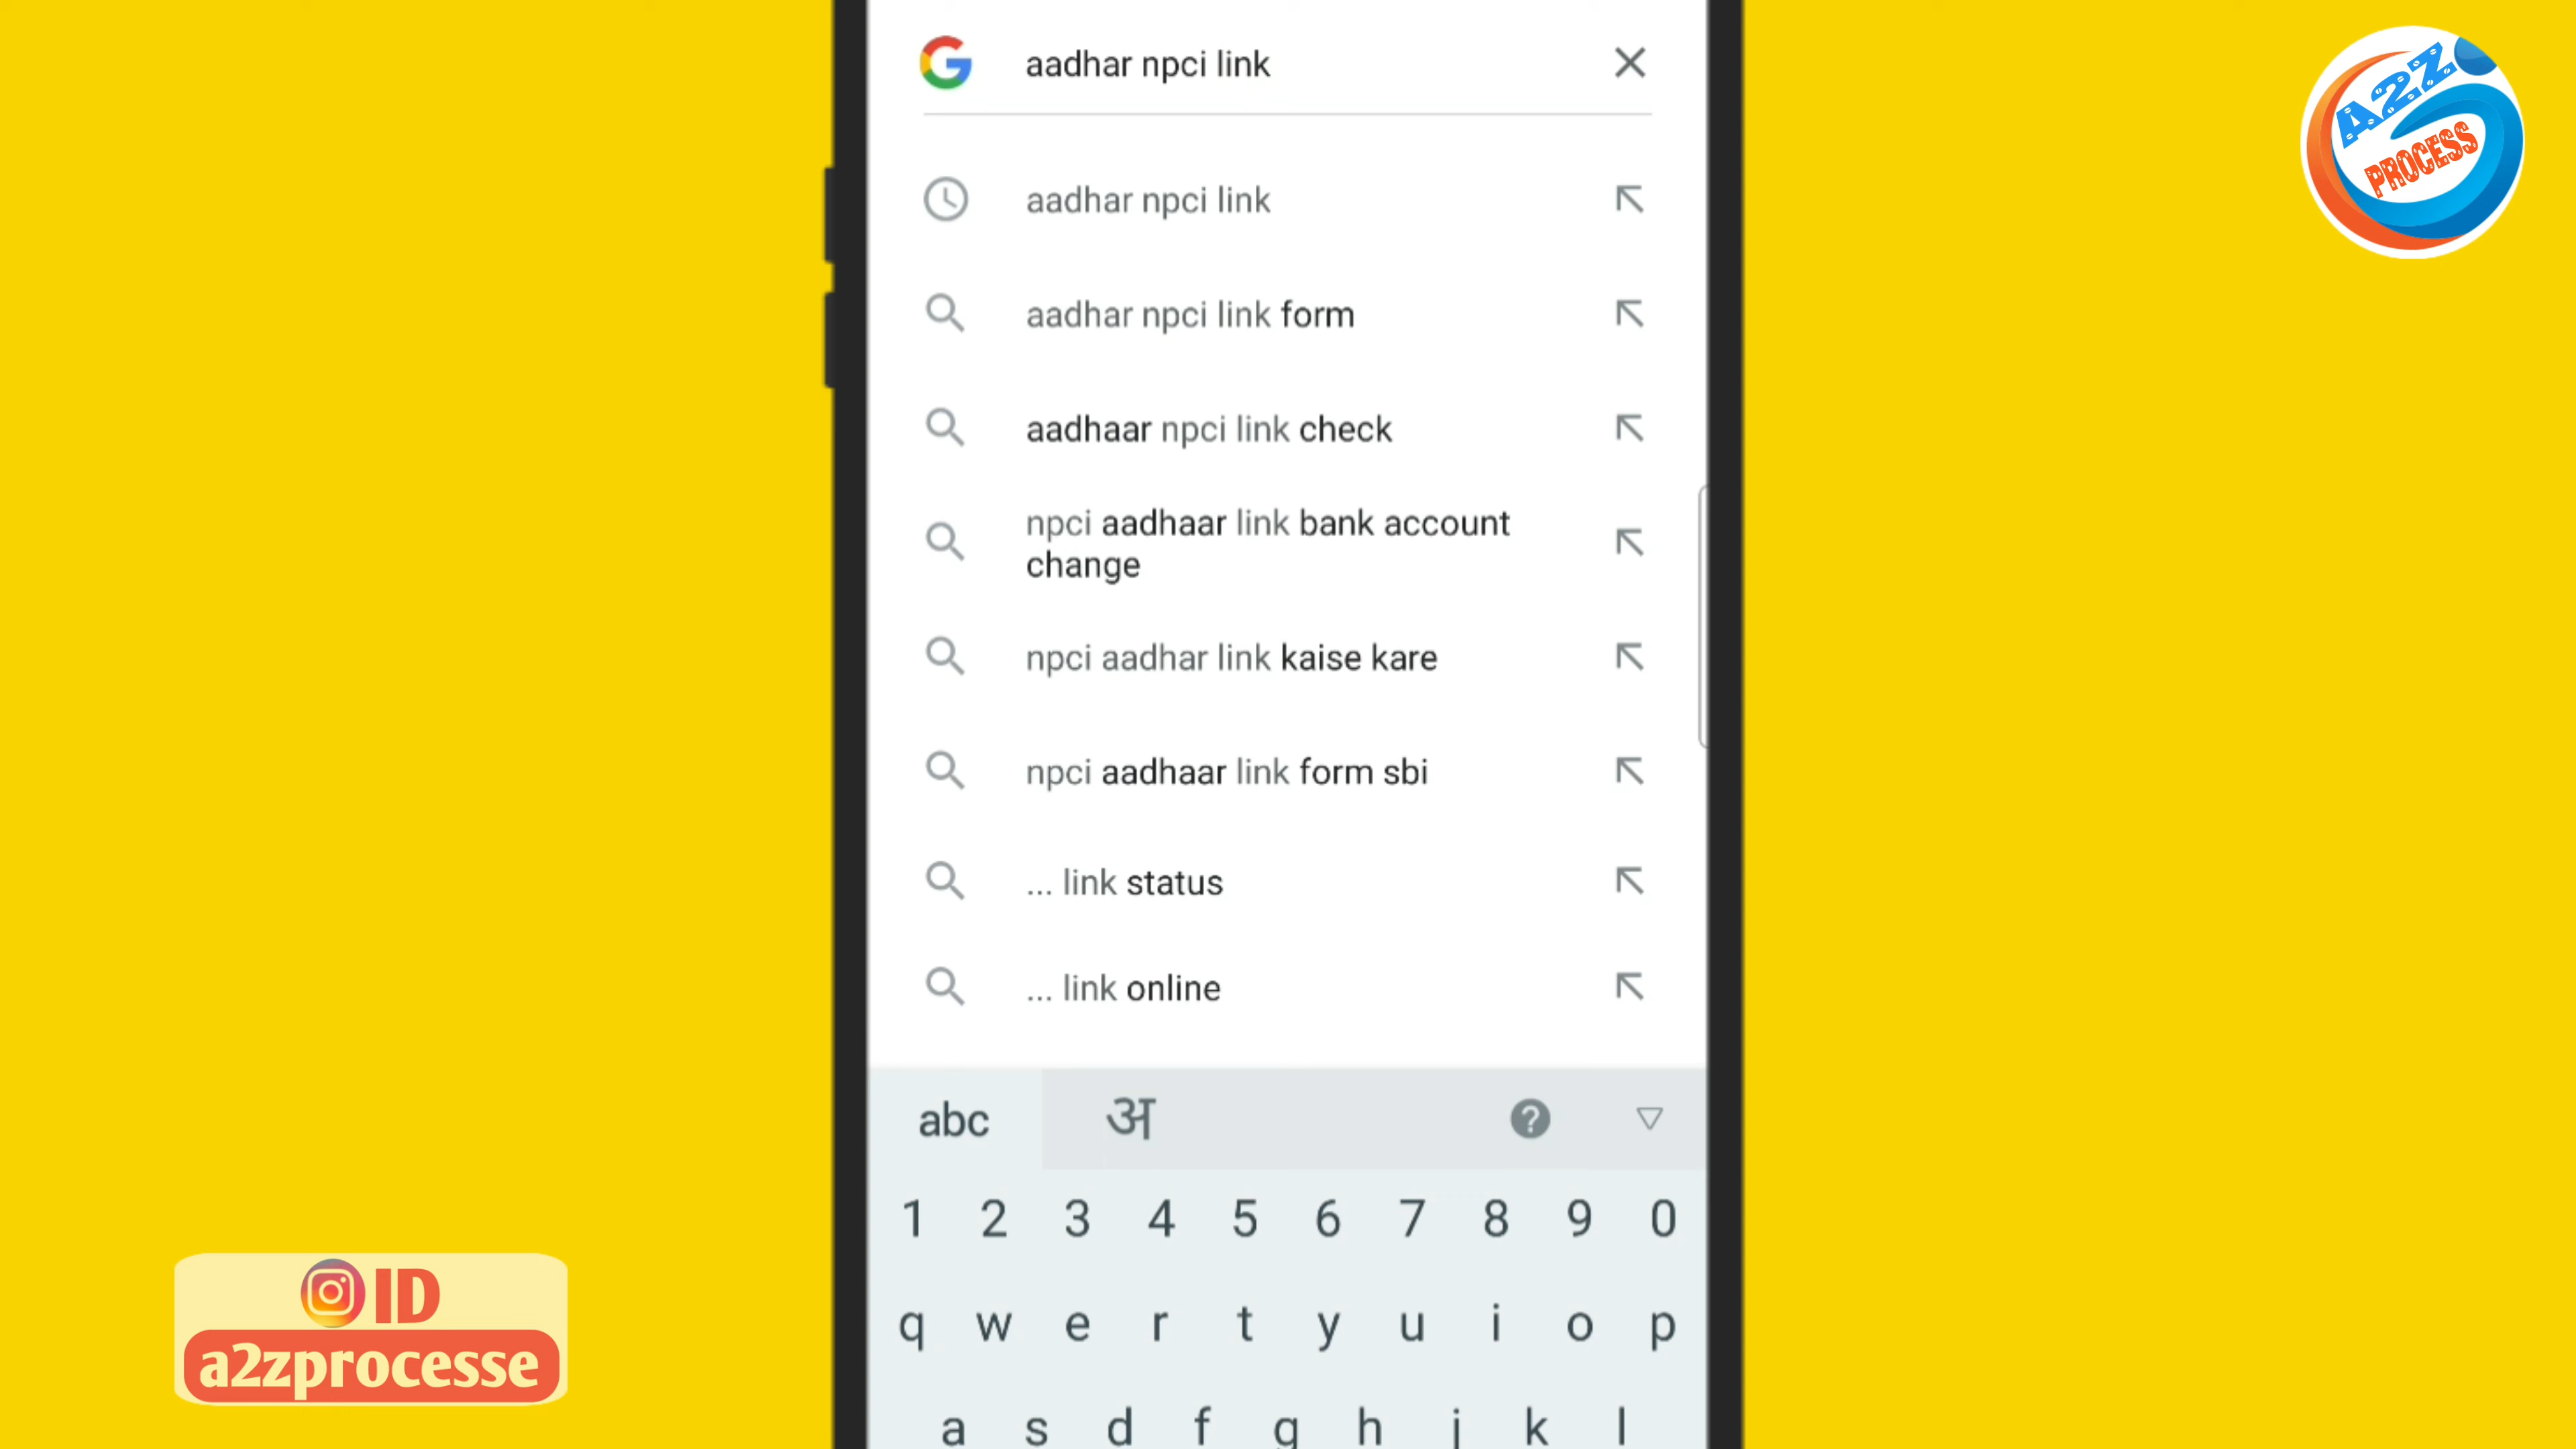 aadhar npci link
A2Z
PROCESS
aadhar npci link
aadhar npci link form
aadhaar npci link check
npci aadhaar link bank account
change
npci aadhar link kaise kare
npci aadhaar link form sbi
... link status
... link online
abc अ ?
1 2 3 4 5 6 7 8 9 0
q w e r t y u i o p
a s d f g h j k l
ID
a2zprocesse